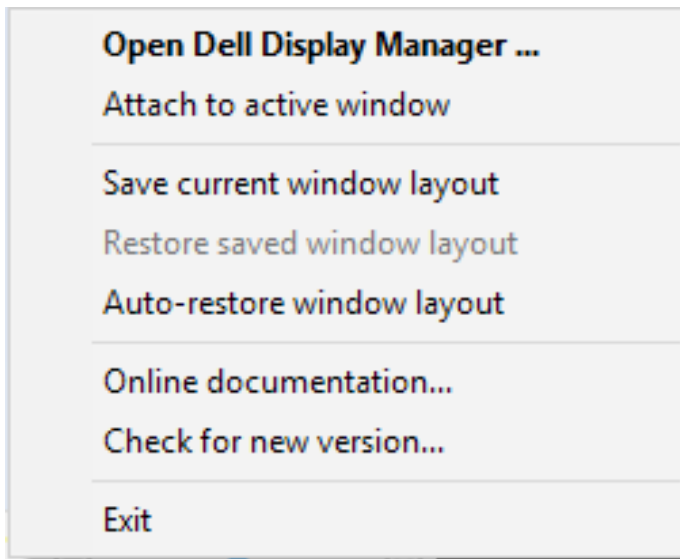 Open Dell Display Manager ...
Attach to active window
Save current window layout
Restore saved window layout
Auto-restore window layout
Online documentation...
Check for new version...
Exit